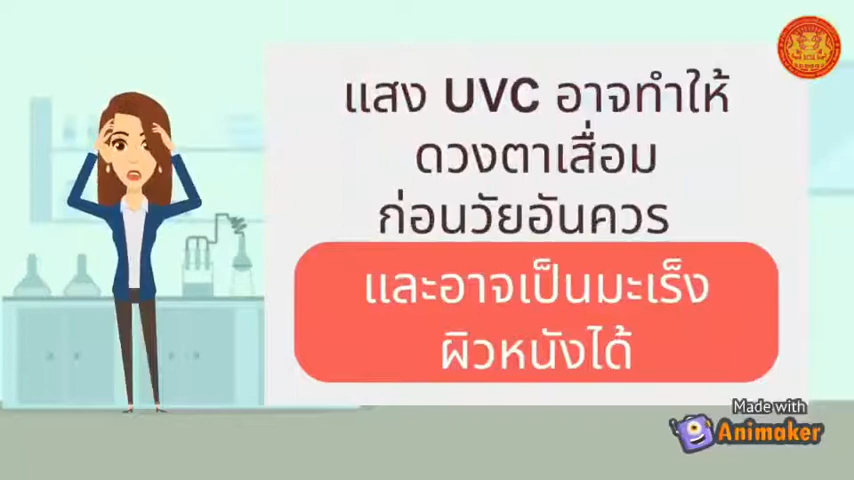 แสง UVC อาจทำให้
ดวงตาเสื่อม
ก่อนวัยอันควร
และอาจเป็นมะเร็ง
ผิวหนังได้
Made with
Animaker